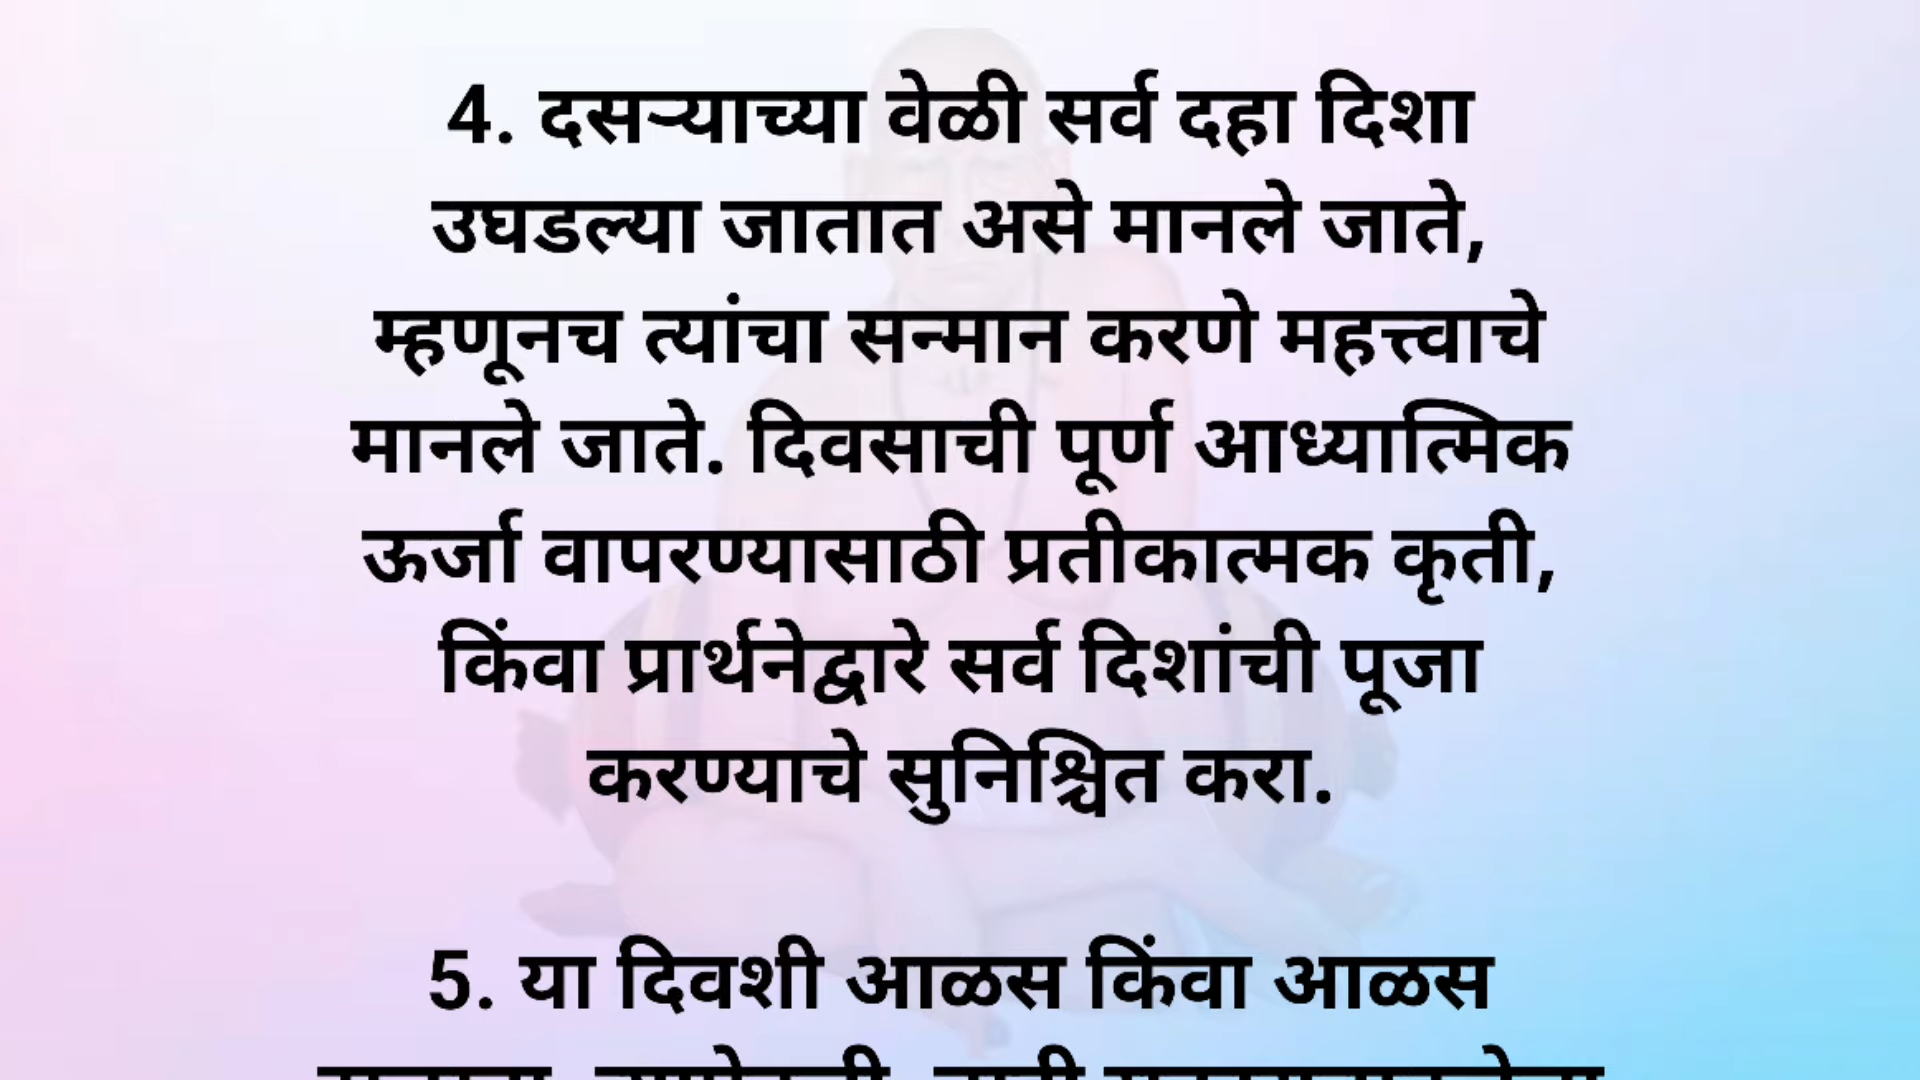 4. दसऱ्याच्या वेळी सर्व दहा दिशा
उघडल्या जातात असे मानले जाते,
म्हणूनच त्यांचा सन्मान करणे महत्त्वाचे
मानले जाते. दिवसाची पूर्ण आध्यात्मिक
ऊर्जा वापरण्यासाठी प्रतीकात्मक कृती,
किंवा प्रार्थनेद्वारे सर्व दिशांची पूजा
करण्याचे सुनिश्चित करा.
5. या दिवशी आळस किंवा आळस